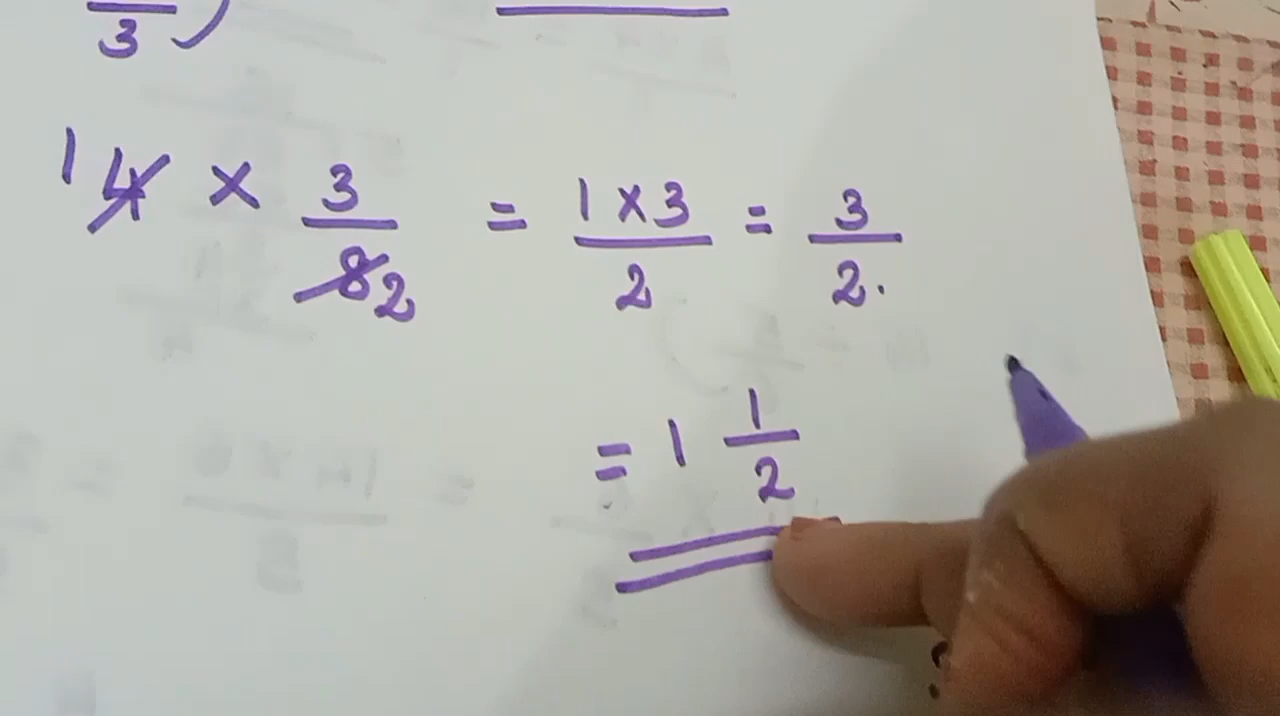 3 )
1 4 × 3/8 2 = 1×3/2 = 3/2.
= 1 1/2